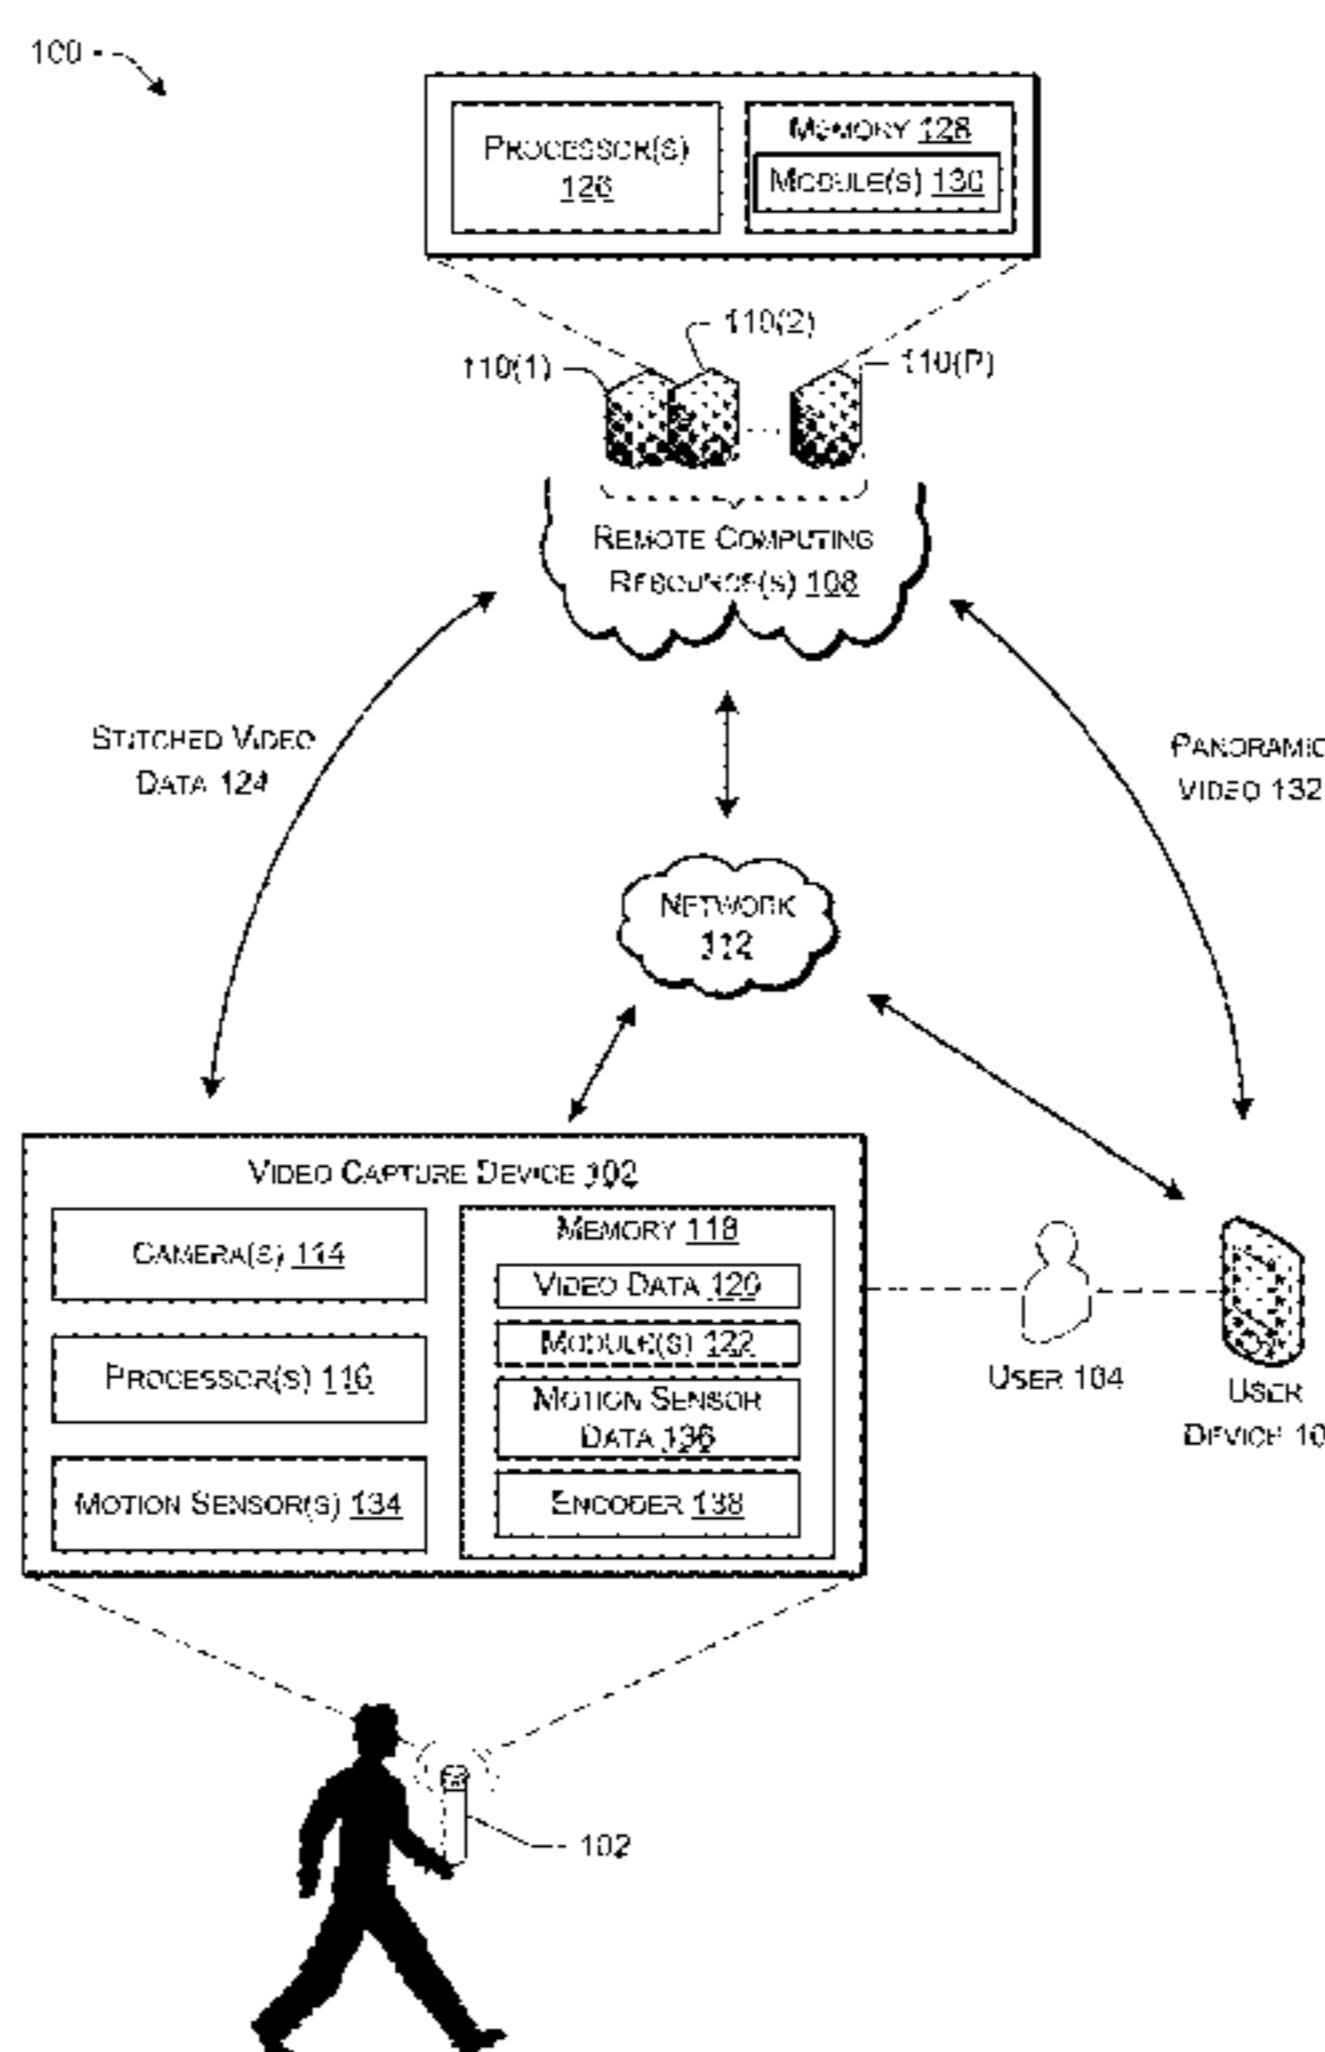 100
PROCESSOR(S)
126
MEMORY 128
MODULE(S) 130
110(2)
110(1)
110(P)
REMOTE COMPUTING
RESOURCE(S) 108
STITCHED VIDEO
DATA 124
PANORAMIC
VIDEO 132
NETWORK
112
VIDEO CAPTURE DEVICE 102
CAMERA(S) 114
PROCESSOR(S) 116
MOTION SENSOR(S) 134
MEMORY 118
VIDEO DATA 120
MODULE(S) 122
MOTION SENSOR
DATA 136
ENCODER 138
USER 104
USER
DEVICE 10
102